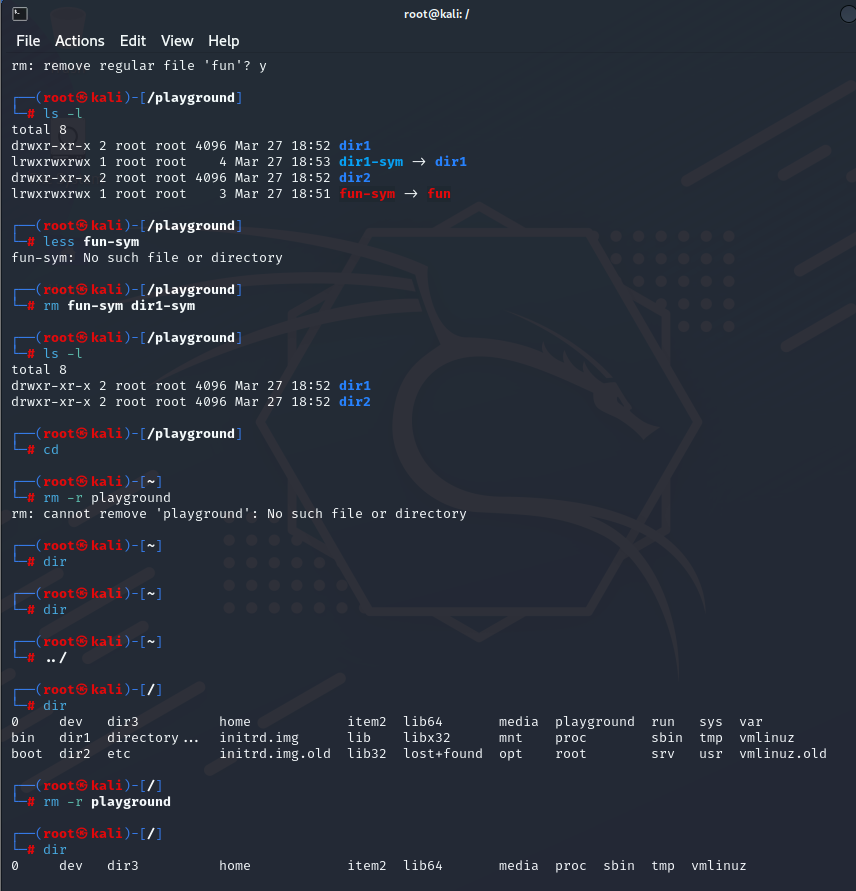 root@kali: /
File Actions Edit View Help
rm: remove regular file 'fun'? y
┌──(root㉿kali)-[/playground]
└─# ls -l
total 8
drwxr-xr-x 2 root root 4096 Mar 27 18:52 dir1
lrwxrwxrwx 1 root root    4 Mar 27 18:53 dir1-sym → dir1
drwxr-xr-x 2 root root 4096 Mar 27 18:52 dir2
lrwxrwxrwx 1 root root    3 Mar 27 18:51 fun-sym → fun
┌──(root㉿kali)-[/playground]
└─# less fun-sym
fun-sym: No such file or directory
┌──(root㉿kali)-[/playground]
└─# rm fun-sym dir1-sym
┌──(root㉿kali)-[/playground]
└─# ls -l
total 8
drwxr-xr-x 2 root root 4096 Mar 27 18:52 dir1
drwxr-xr-x 2 root root 4096 Mar 27 18:52 dir2
┌──(root㉿kali)-[/playground]
└─# cd
┌──(root㉿kali)-[~]
└─# rm -r playground
rm: cannot remove 'playground': No such file or directory
┌──(root㉿kali)-[~]
└─# dir
┌──(root㉿kali)-[~]
└─# dir
┌──(root㉿kali)-[~]
└─# ../
┌──(root㉿kali)-[/]
└─# dir
0     dev   dir3          home            item2  lib64       media  playground  run   sys  var
bin   dir1  directory...  initrd.img      lib    libx32      mnt    proc        sbin  tmp  vmlinuz
boot  dir2  etc           initrd.img.old  lib32  lost+found  opt    root        srv   usr  vmlinuz.old
┌──(root㉿kali)-[/]
└─# rm -r playground
┌──(root㉿kali)-[/]
└─# dir
0     dev   dir3          home            item2  lib64       media  proc  sbin  tmp  vmlinuz